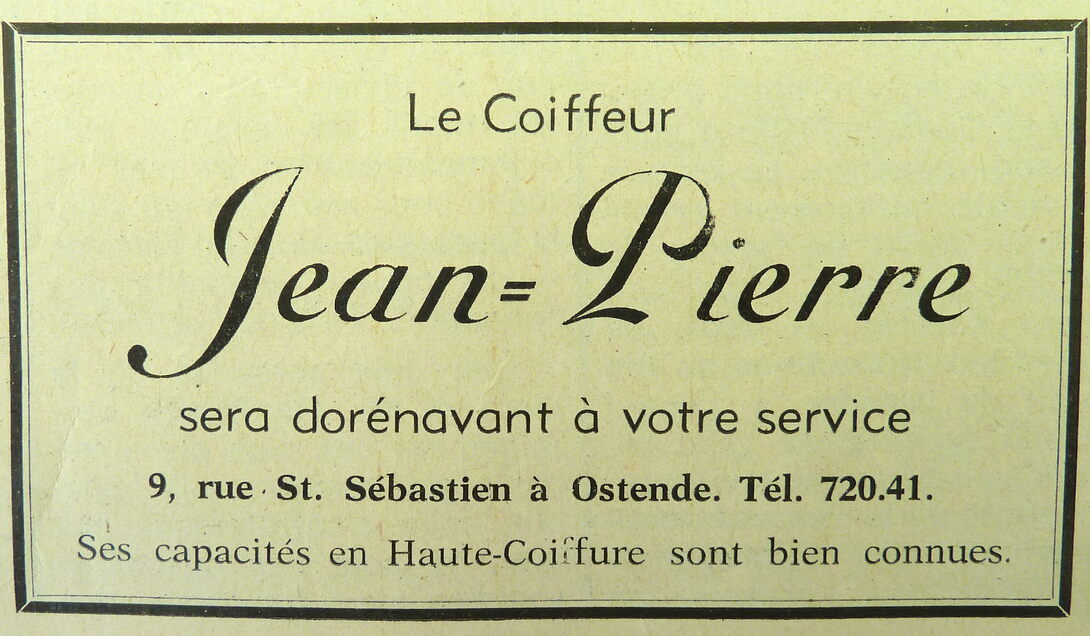 Le Coiffeur
Jean=Pierre
sera dorénavant à votre service
9, rue St. Sébastien à Ostende. Tél. 720.41.
Ses capacités en Haute-Coiffure sont bien connues.